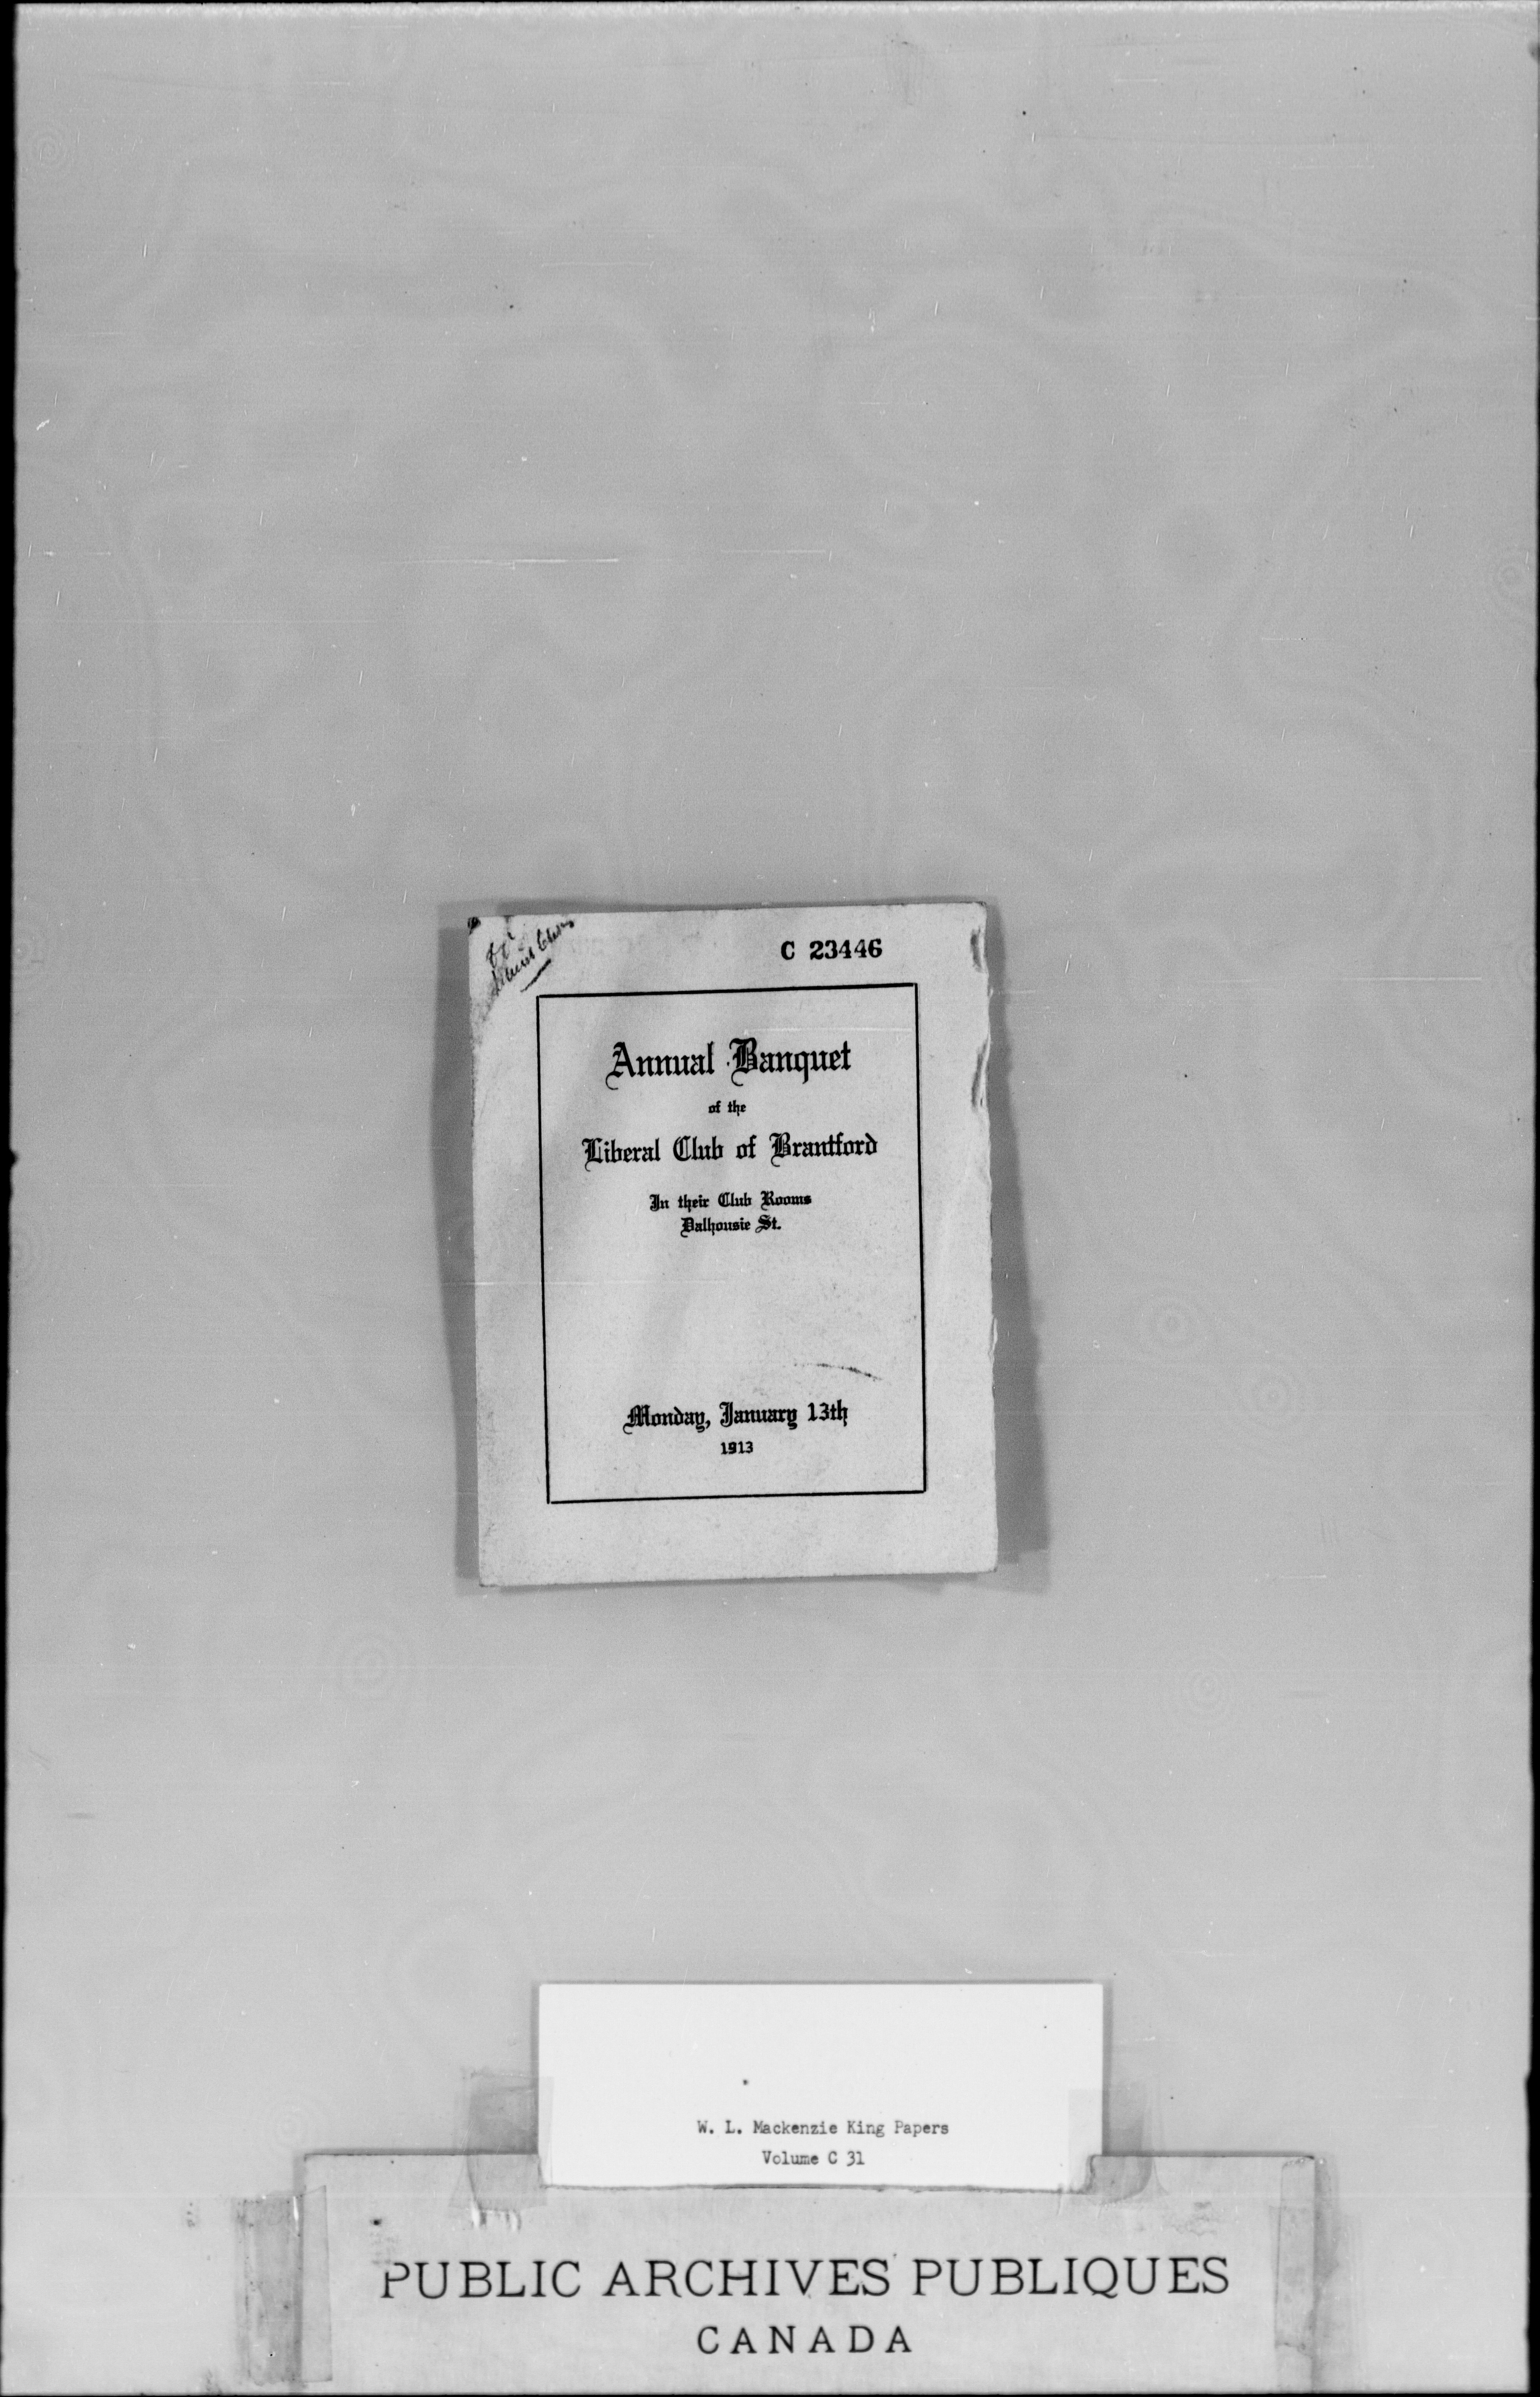 C 23446
Annual Banquet
of the
Liberal Club of Brantford
In their Club Rooms
Dalhousie St.
Monday, January 13th
1913
W. L. Mackenzie King Papers
Volume C 31
PUBLIC ARCHIVES PUBLIQUES
CANADA